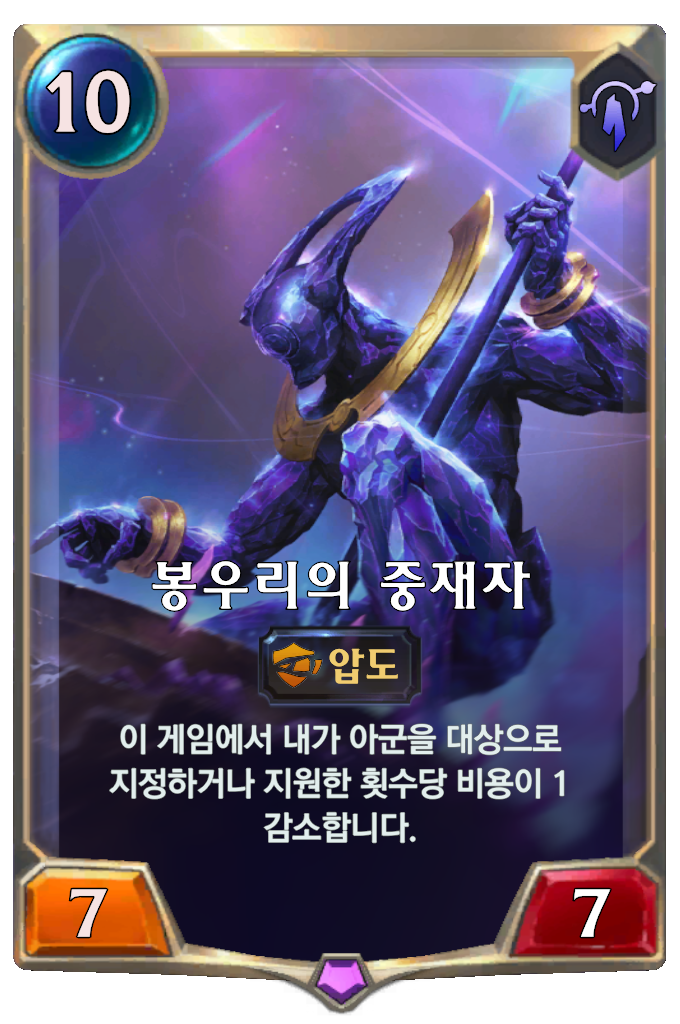 10
봉우리의 중재자
압도
이 게임에서 내가 아군을 대상으로
지정하거나 지원한 횟수당 비용이 1
감소합니다.
7
7